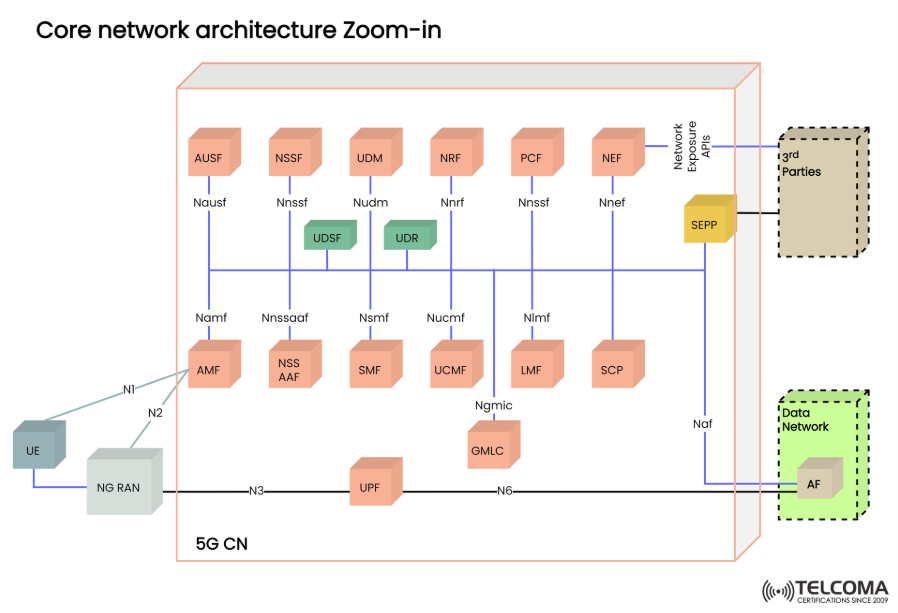 Core network architecture Zoom-in
AUSF
NSSF
UDM
NRF
PCF
NEF
Network
Exposure
APIs
3rd
Parties
Nausf
Nnssf
Nudm
Nnrf
Nnssf
Nnef
SEPP
UDSF
UDR
Namf
Nnssaaf
Nsmf
Nucmf
Nlmf
AMF
NSS
AAF
SMF
UCMF
LMF
SCP
N1
N2
Ngmic
Naf
Data
Network
UE
GMLC
NG RAN
N3
UPF
N6
AF
5G CN
TELCOMA
CERTIFICATIONS SINCE 2009